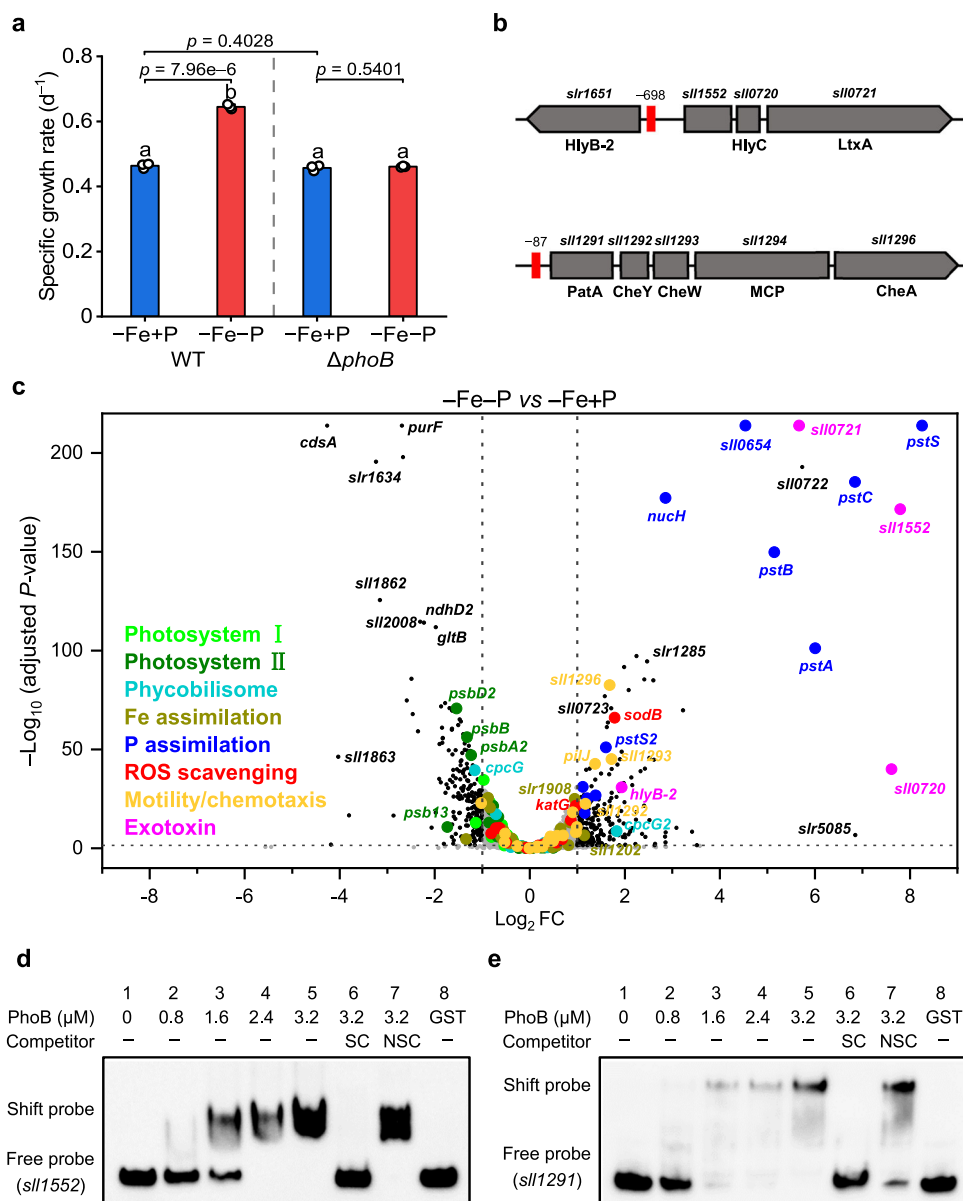 a
p = 0.4028
p = 7.96e−6
p = 0.5401
b
a
a
a
0.8
0.6
0.4
0.2
0
Specific growth rate (d⁻¹)
−Fe+P
−Fe−P
−Fe+P
−Fe−P
WT
ΔphoB
b
slr1651
−698
sll1552
sll0720
sll0721
HlyB-2
HlyC
LtxA
−87
sll1291
sll1292
sll1293
sll1294
sll1296
PatA
CheY
CheW
MCP
CheA
c
−Fe−P vs −Fe+P
200
150
100
50
0
−Log₁₀ (adjusted P-value)
cdsA
purF
slr1634
sll0654
sll0721
pstS
sll0722
pstC
nucH
sll1552
pstB
sll1862
ndhD2
sll2008
gltB
pstA
Photosystem I
Photosystem II
Phycobilisome
Fe assimilation
P assimilation
ROS scavenging
Motility/chemotaxis
Exotoxin
slr1285
sll1296
psbD2
sll0723
sodB
psbB
pstS2
psbA2
sll1863
pilJ
sll1293
cpcG
slr1908
hlyB-2
sll0720
katG
sll1292
psb13
cpcG2
slr5085
sll1202
-8
-6
-4
-2
0
2
4
6
8
Log₂ FC
d
1 2 3 4 5 6 7 8
PhoB (μM) 0 0.8 1.6 2.4 3.2 3.2 3.2 GST
Competitor − − − − − SC NSC −
Shift probe
Free probe
(sll1552)
e
1 2 3 4 5 6 7 8
PhoB (μM) 0 0.8 1.6 2.4 3.2 3.2 3.2 GST
Competitor − − − − − SC NSC −
Shift probe
Free probe
(sll1291)